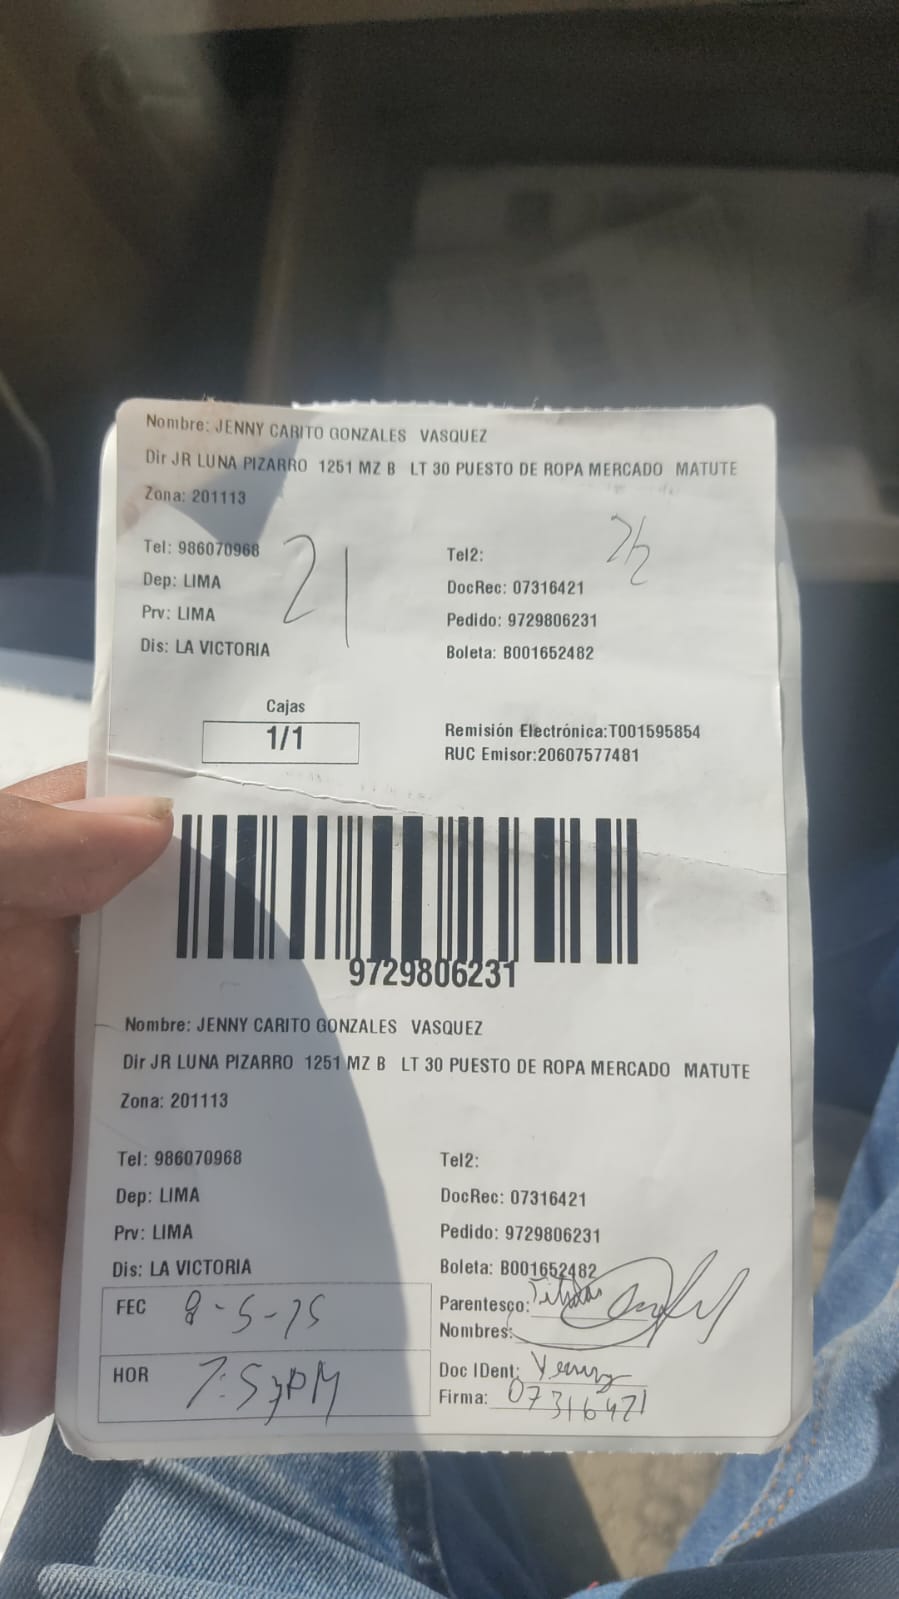 Nombre: JENNY CARITO GONZALES VASQUEZ
Dir JR LUNA PIZARRO 1251 MZ B LT 30 PUESTO DE ROPA MERCADO MATUTE
Zona: 201113
Tel: 986070968 21 Tel2:
Dep: LIMA DocRec: 07316421
Prv: LIMA Pedido: 9729806231
Dis: LA VICTORIA Boleta: B001652482
Cajas
1/1
Remisión Electrónica:T001595854
RUC Emisor:20607577481
9729806231
Nombre: JENNY CARITO GONZALES VASQUEZ
Dir JR LUNA PIZARRO 1251 MZ B LT 30 PUESTO DE ROPA MERCADO MATUTE
Zona: 201113
Tel: 986070968 Tel2:
Dep: LIMA DocRec: 07316421
Prv: LIMA Pedido: 9729806231
Dis: LA VICTORIA Boleta: B001652482
FEC 8-5-25 Parentesco:
Nombres:
HOR Doc IDent: Yenny
Firma: 07316421